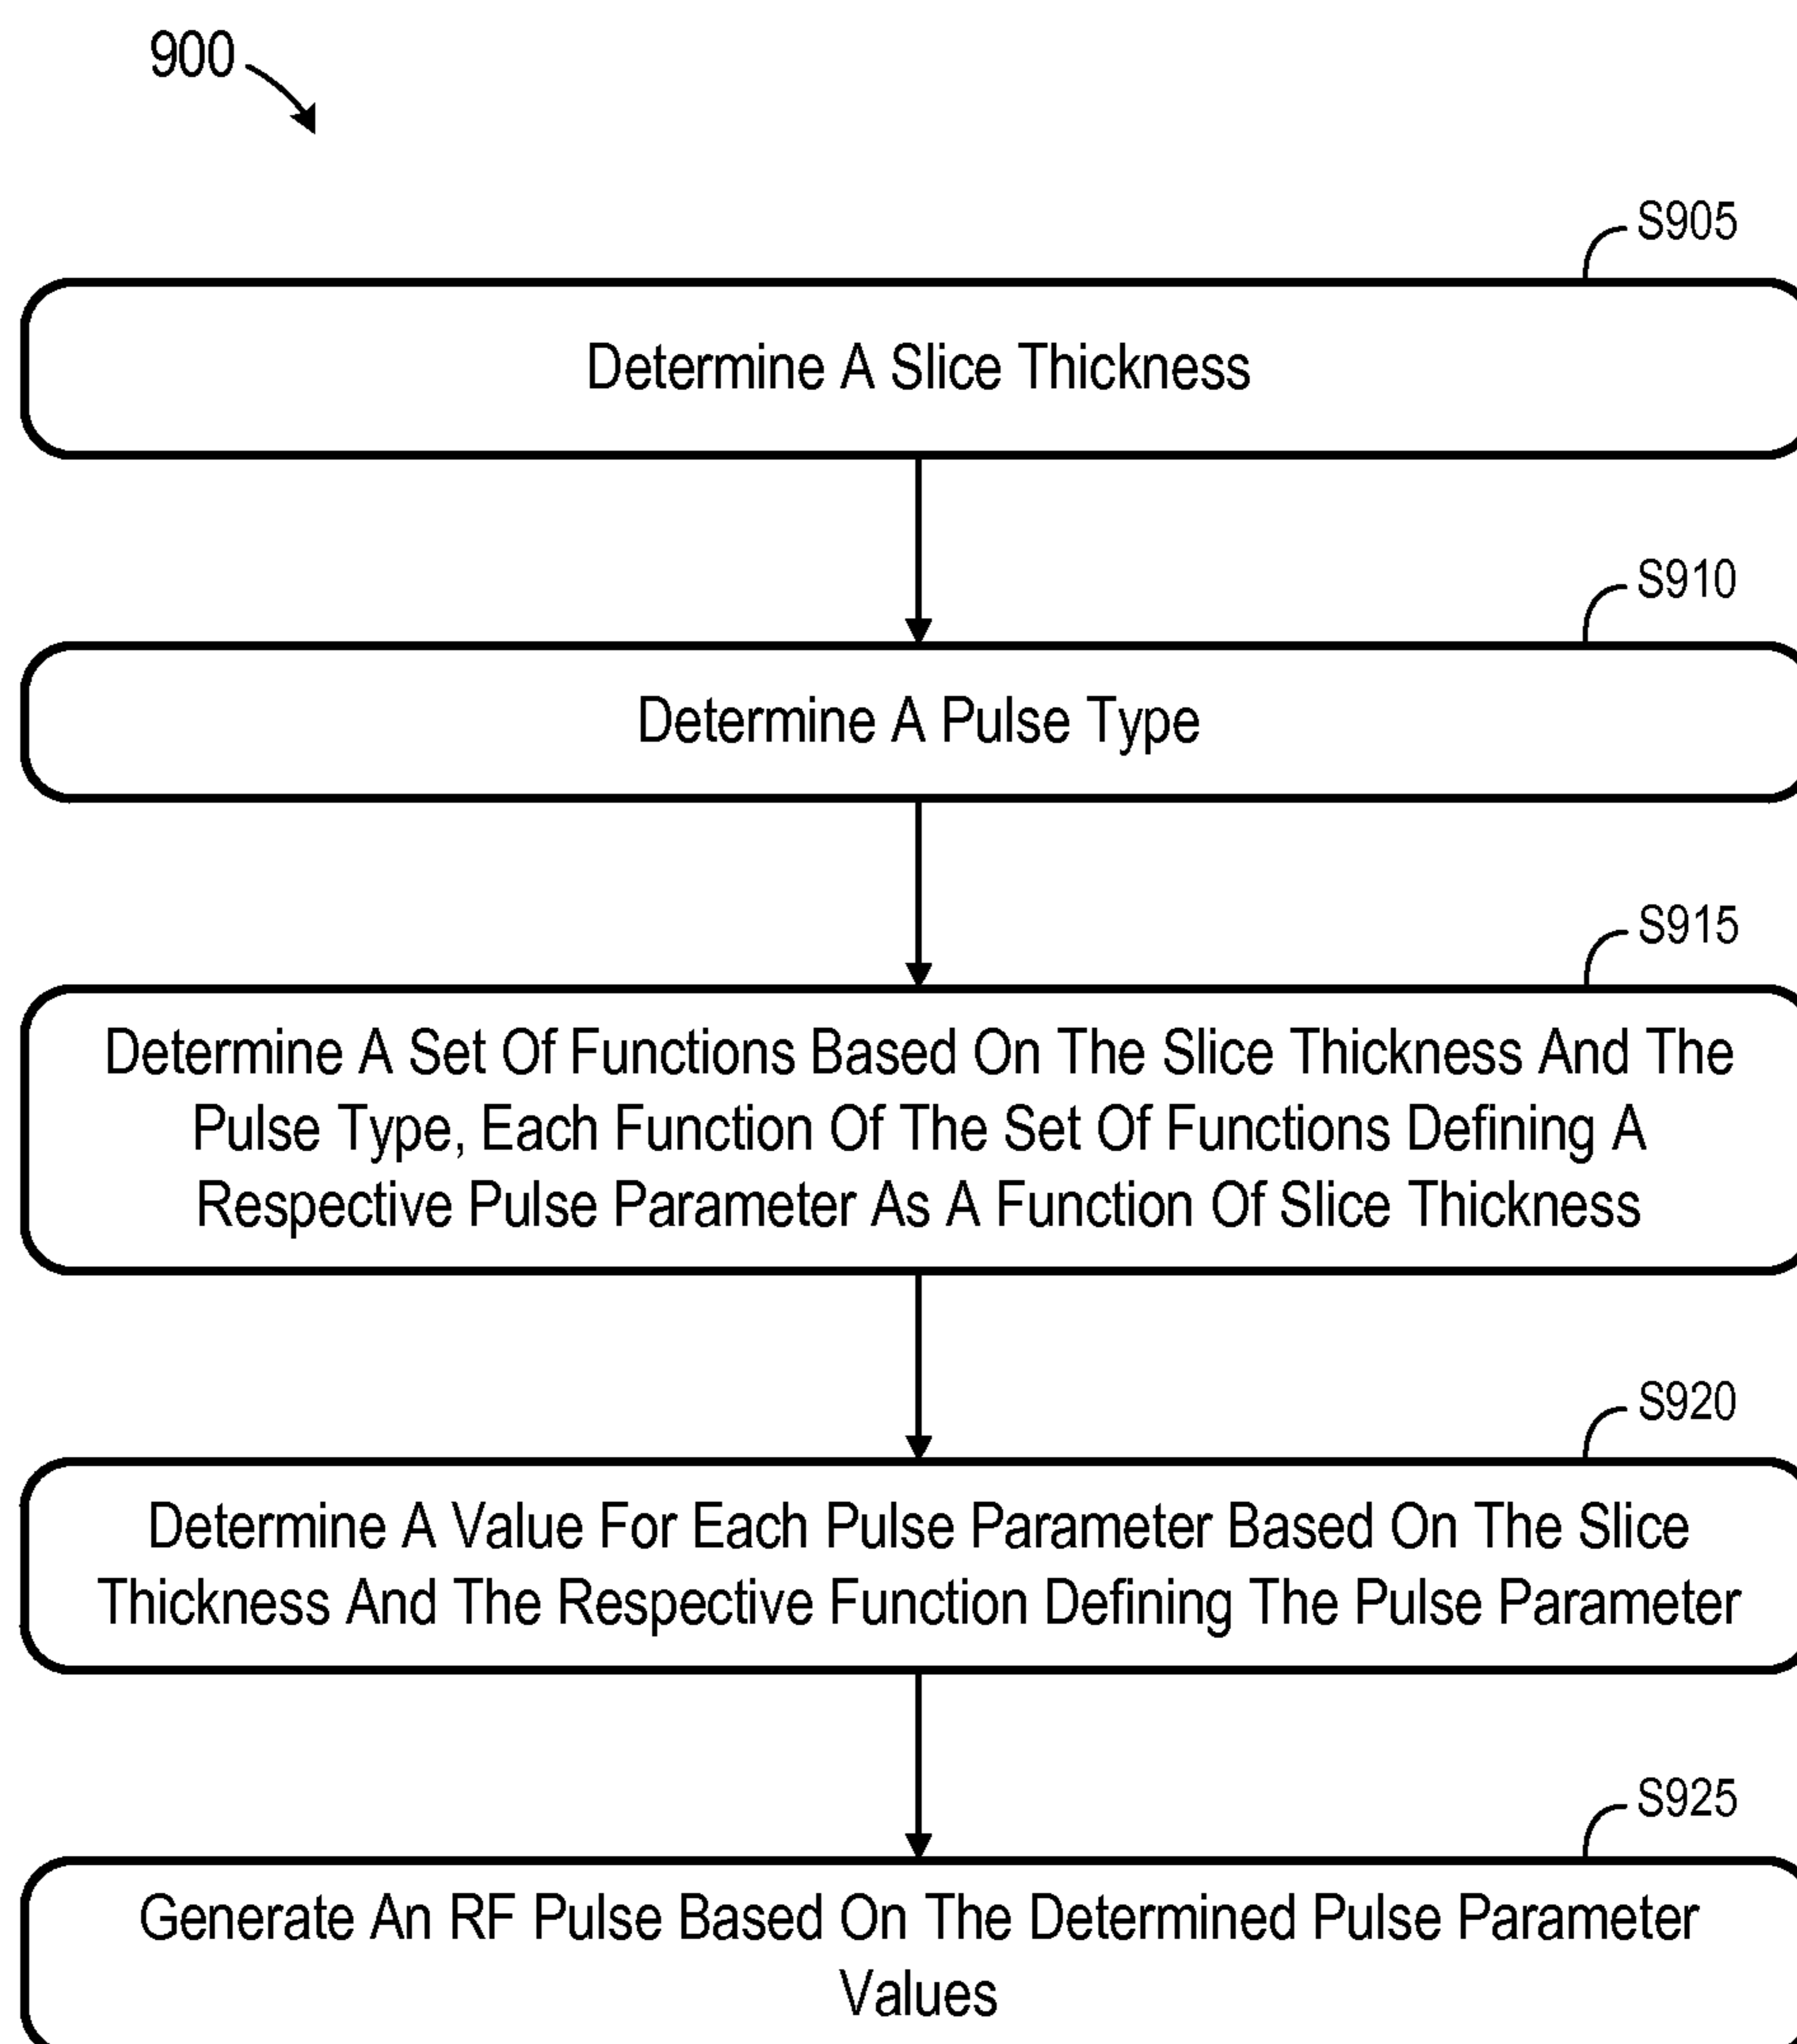 900
S905
Determine A Slice Thickness
S910
Determine A Pulse Type
S915
Determine A Set Of Functions Based On The Slice Thickness And The
Pulse Type, Each Function Of The Set Of Functions Defining A
Respective Pulse Parameter As A Function Of Slice Thickness
S920
Determine A Value For Each Pulse Parameter Based On The Slice
Thickness And The Respective Function Defining The Pulse Parameter
S925
Generate An RF Pulse Based On The Determined Pulse Parameter
Values